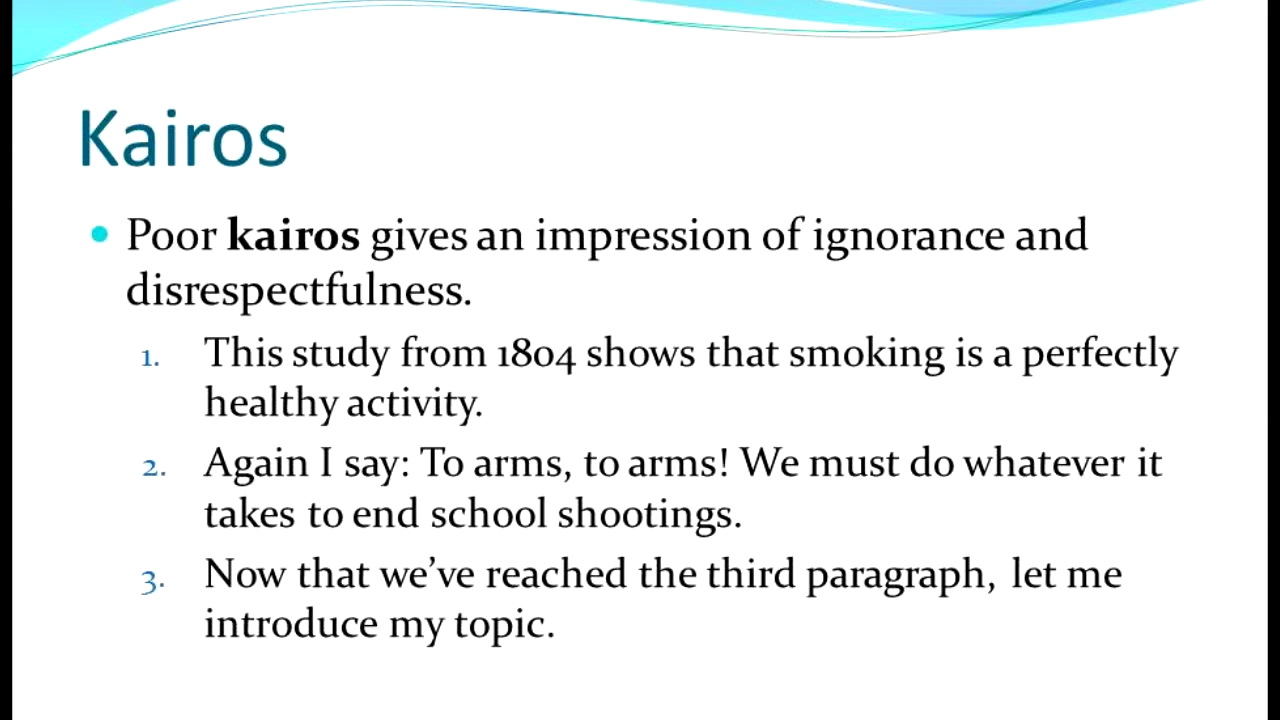 Kairos
• Poor kairos gives an impression of ignorance and
disrespectfulness.
1. This study from 1804 shows that smoking is a perfectly
healthy activity.
2. Again I say: To arms, to arms! We must do whatever it
takes to end school shootings.
3. Now that we’ve reached the third paragraph, let me
introduce my topic.